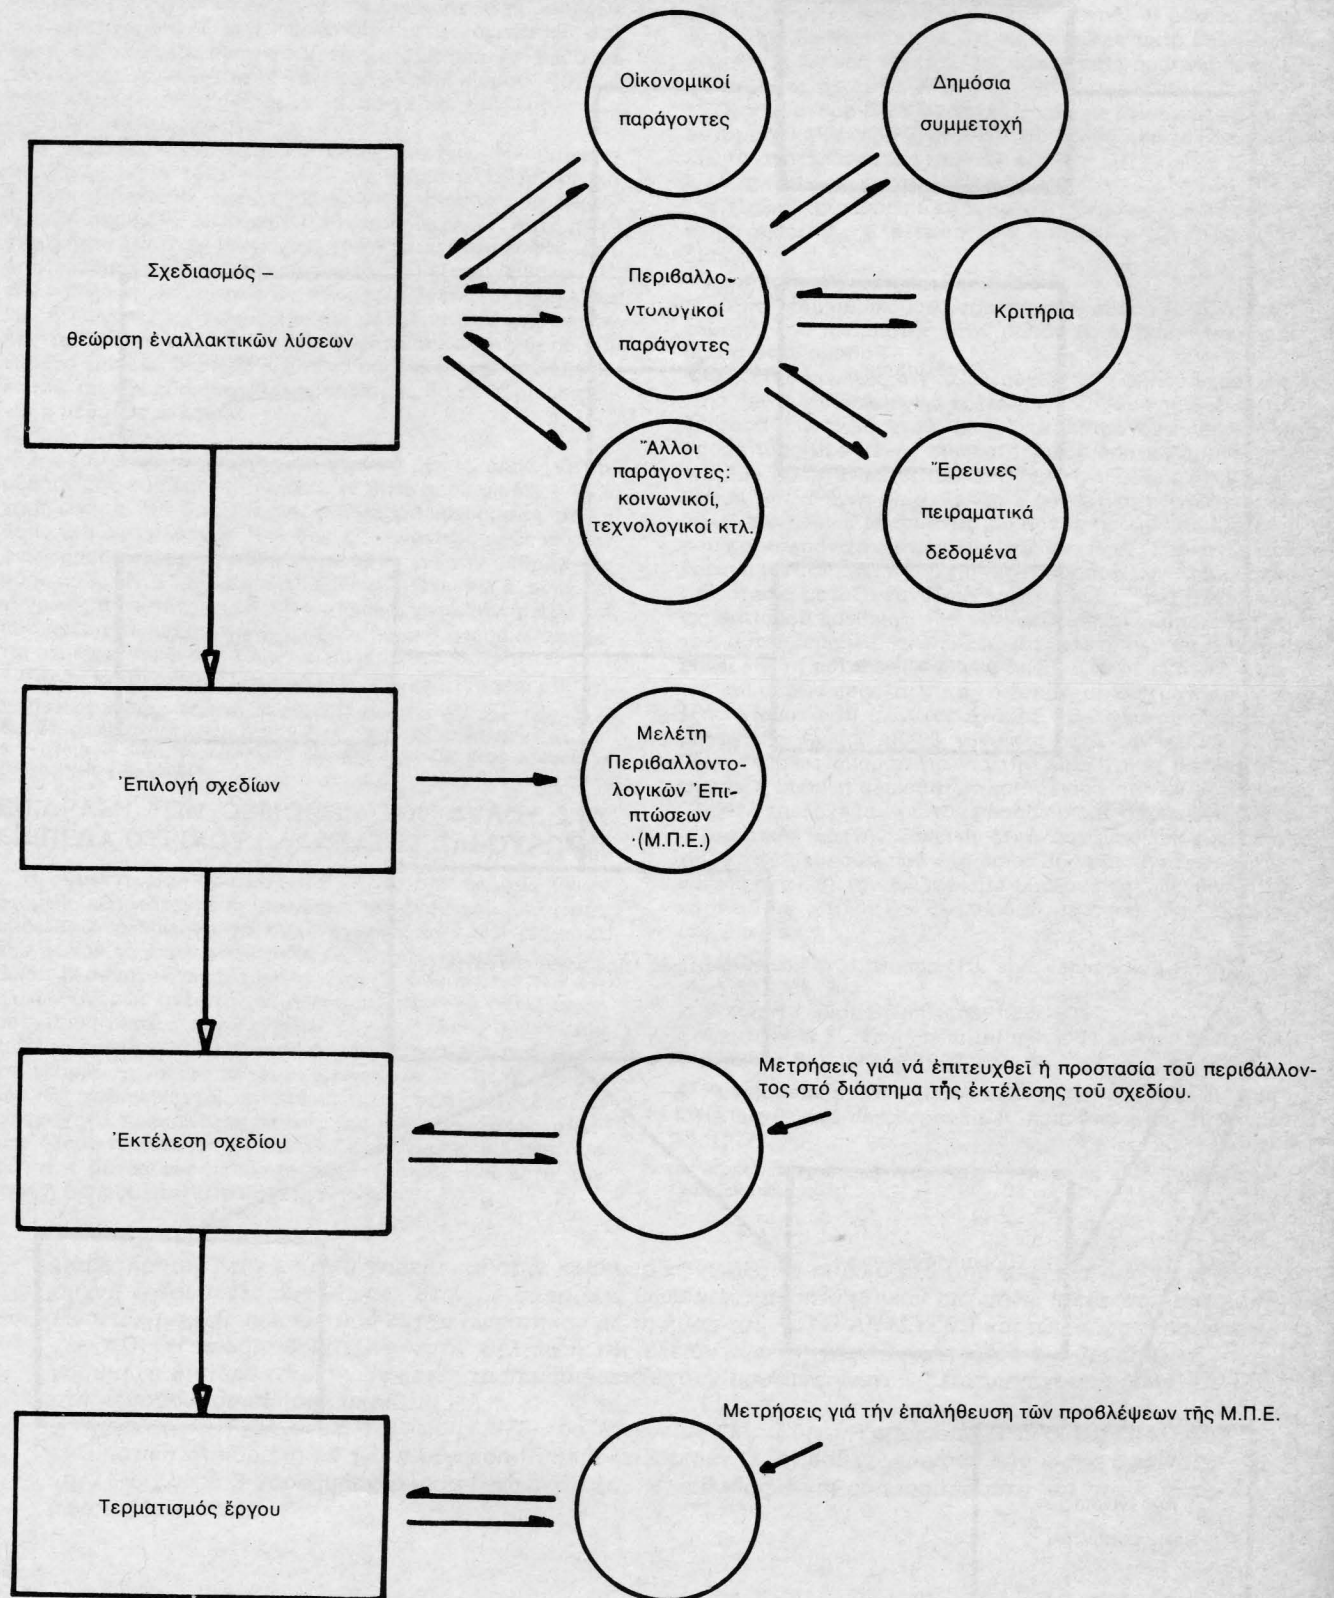 Οἰκονομικοί
παράγοντες
Δημόσια
συμμετοχή
Σχεδιασμός –
θεώριση ἐναλλακτικῶν λύσεων
Περιβαλλο-
ντολογικοί
παράγοντες
Κριτήρια
Ἄλλοι
παράγοντες:
κοινωνικοί,
τεχνολογικοί κτλ.
Ἔρευνες
πειραματικά
δεδομένα
Ἐπιλογή σχεδίων
Μελέτη
Περιβαλλοντο-
λογικῶν Ἐπι-
πτώσεων
(Μ.Π.Ε.)
Ἐκτέλεση σχεδίου
Μετρήσεις γιά νά ἐπιτευχθεῖ ἡ προστασία τοῦ περιβάλλον-
τος στό διάστημα τῆς ἐκτέλεσης τοῦ σχεδίου.
Τερματισμός ἔργου
Μετρήσεις γιά τήν ἐπαλήθευση τῶν προβλέψεων τῆς Μ.Π.Ε.